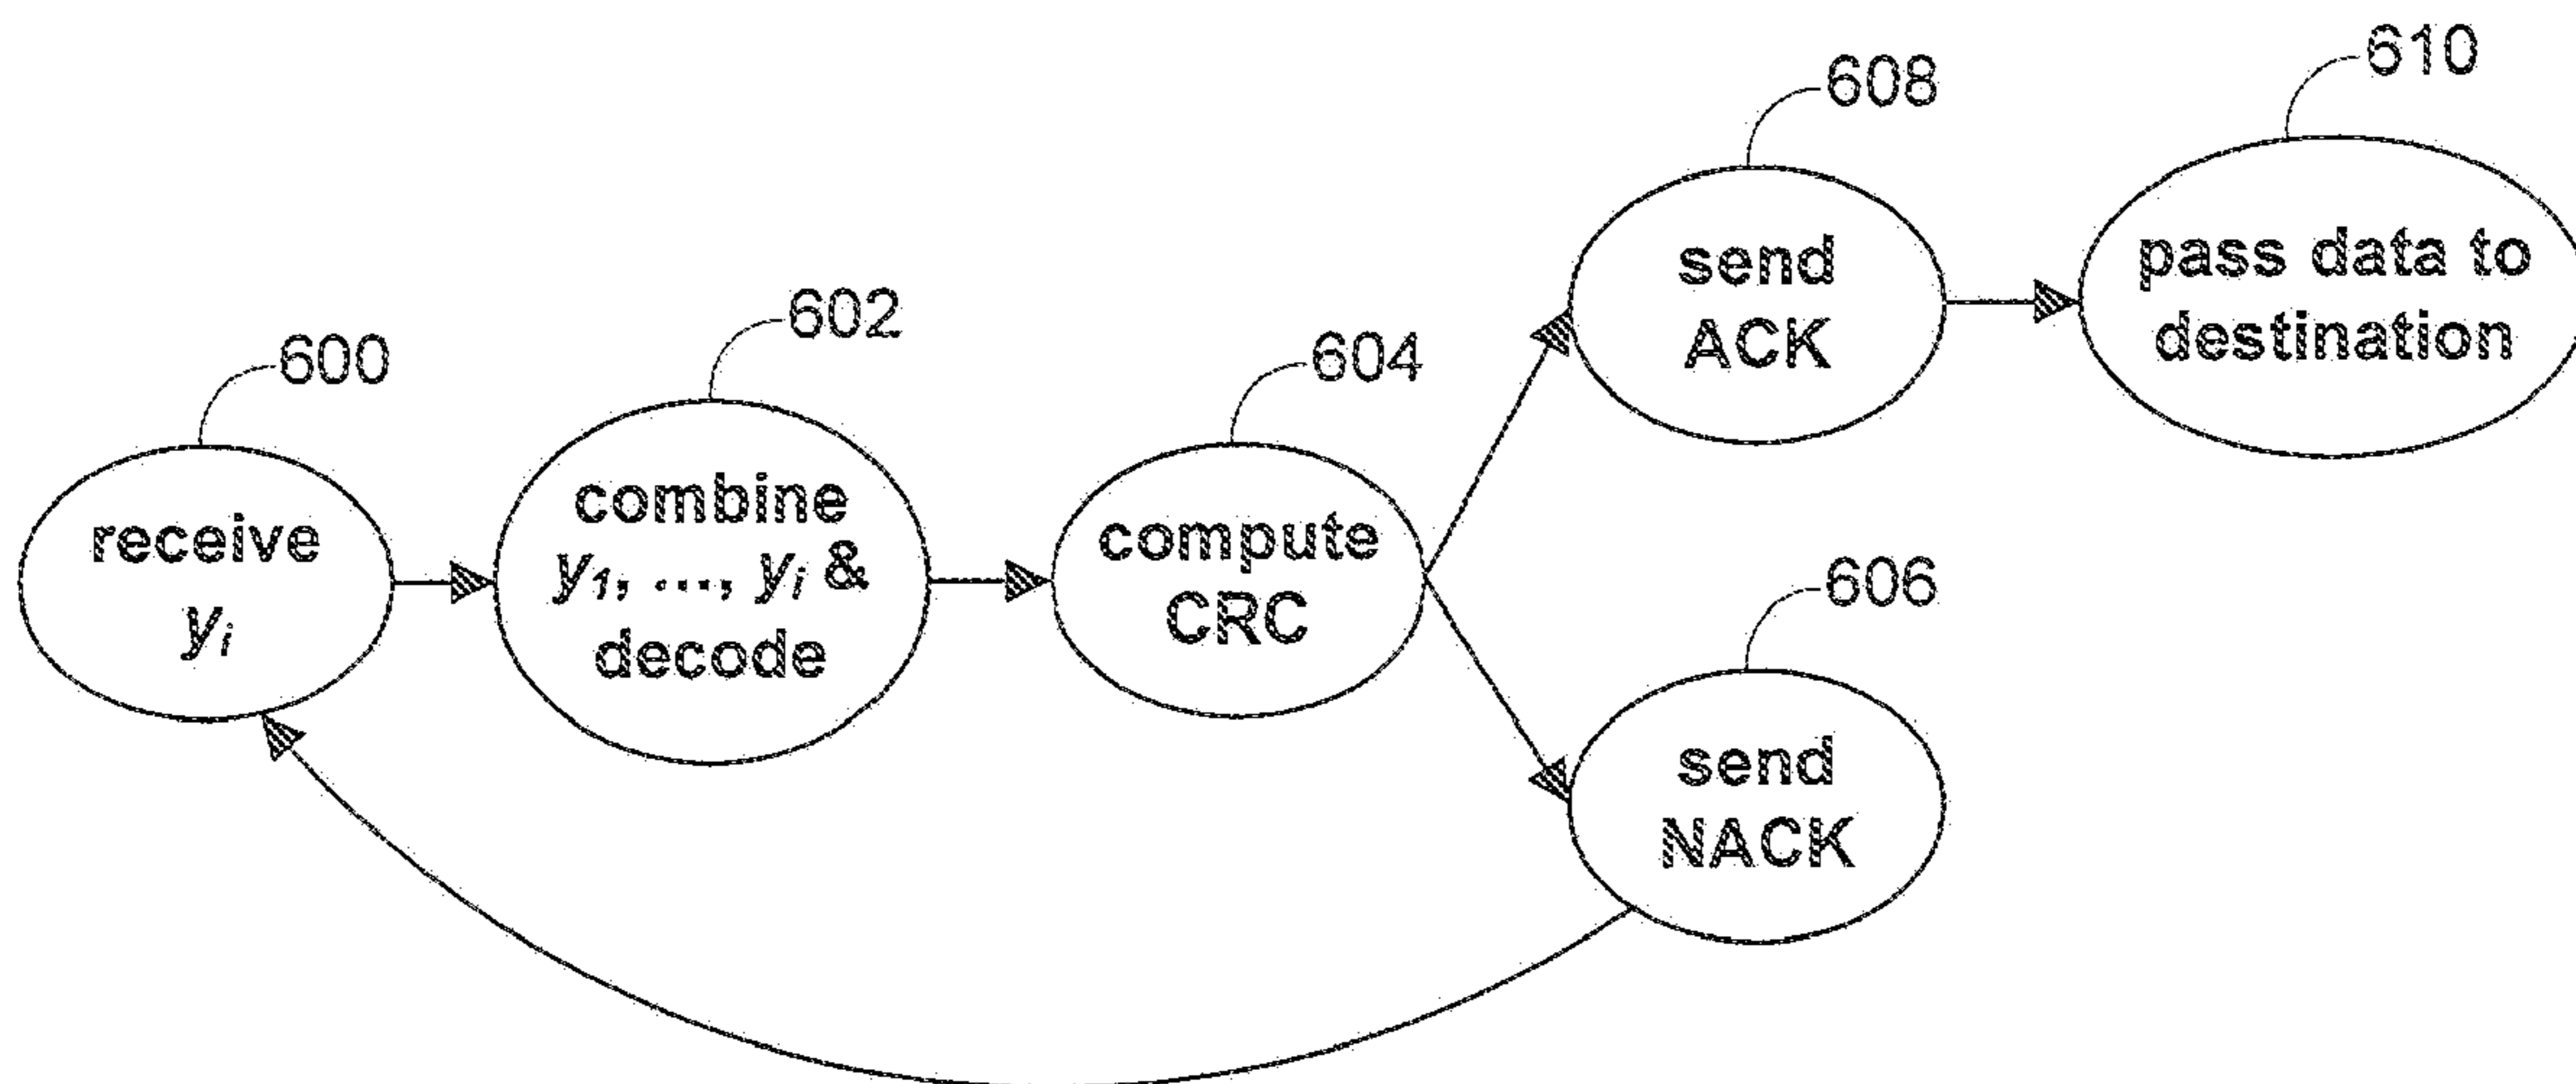 600
receive
yi
602
combine
y1, ..., yi &
decode
604
compute
CRC
608
send
ACK
610
pass data to
destination
606
send
NACK